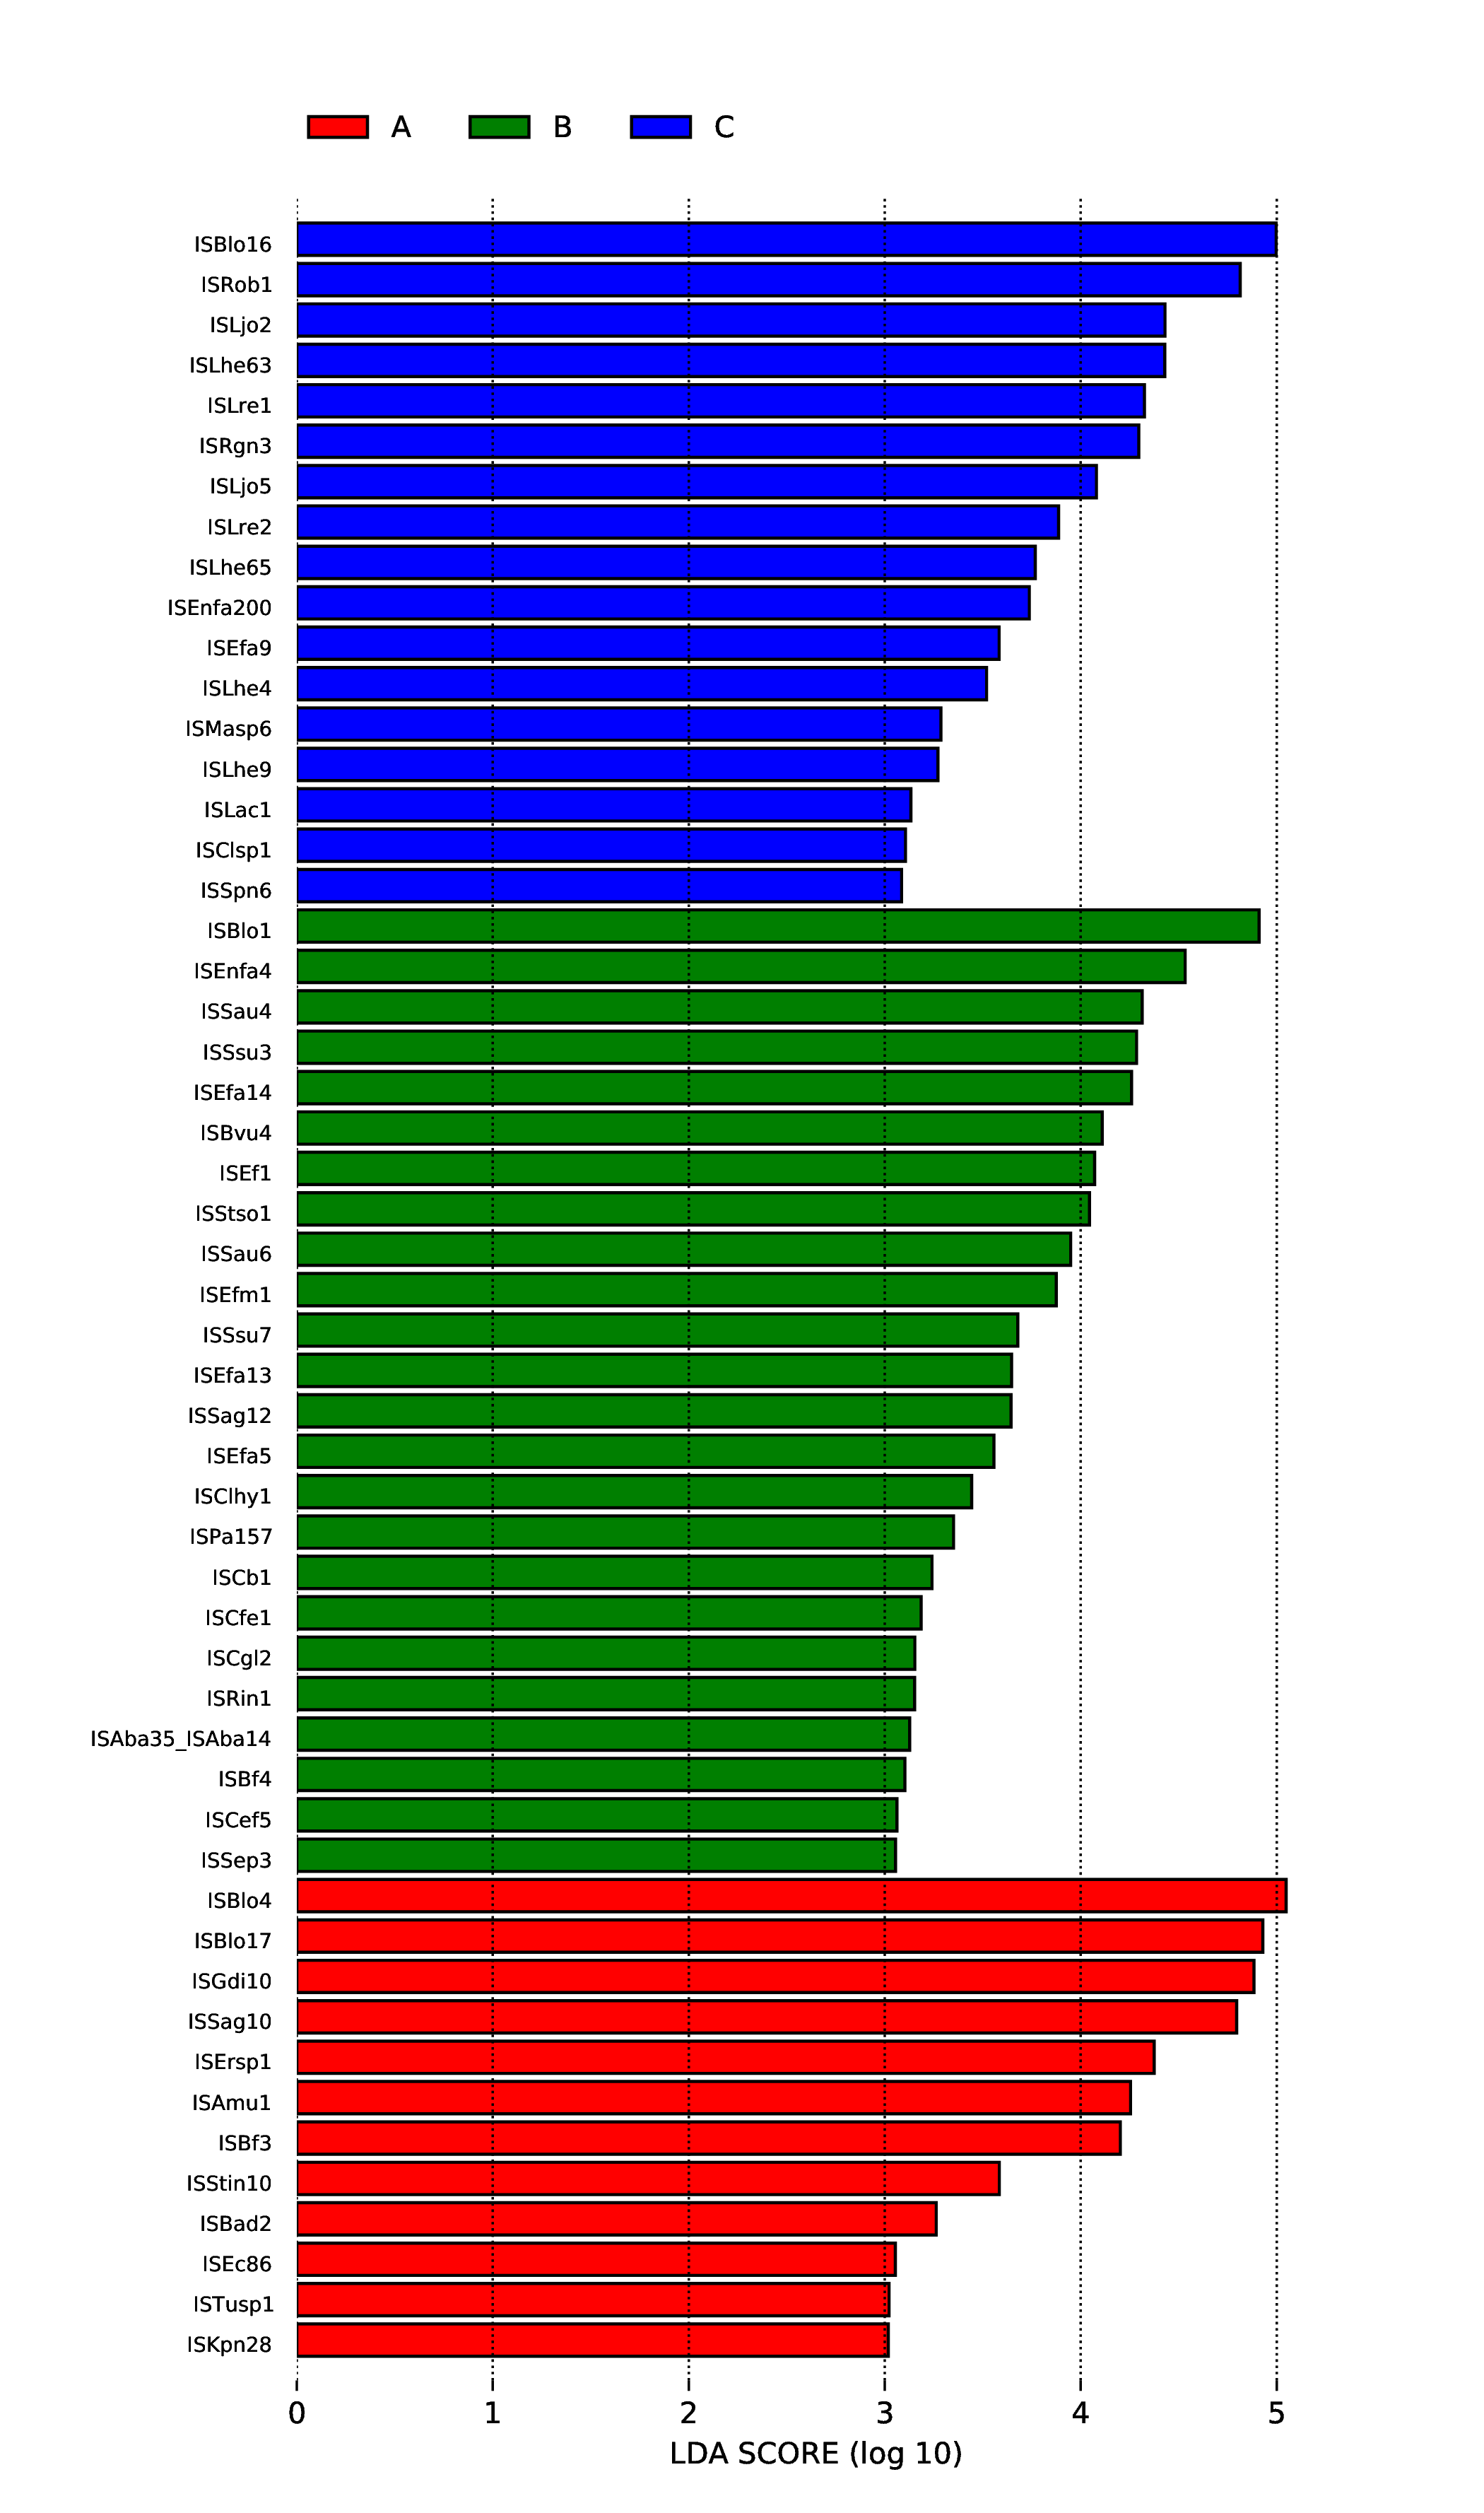 A B C
ISBlo16
ISRob1
ISLjo2
ISLhe63
ISLre1
ISRgn3
ISLjo5
ISLre2
ISLhe65
ISEnfa200
ISEfa9
ISLhe4
ISMasp6
ISLhe9
ISLac1
ISClsp1
ISSpn6
ISBlo1
ISEnfa4
ISSau4
ISSsu3
ISEfa14
ISBvu4
ISEf1
ISStso1
ISSau6
ISEfm1
ISSsu7
ISEfa13
ISSag12
ISEfa5
ISClhy1
ISPa157
ISCb1
ISCfe1
ISCgl2
ISRin1
ISAba35_ISAba14
ISBf4
ISCef5
ISSep3
ISBlo4
ISBlo17
ISGdi10
ISSag10
ISErsp1
ISAmu1
ISBf3
ISStin10
ISBad2
ISEc86
ISTusp1
ISKpn28
0 1 2 3 4 5
LDA SCORE (log 10)